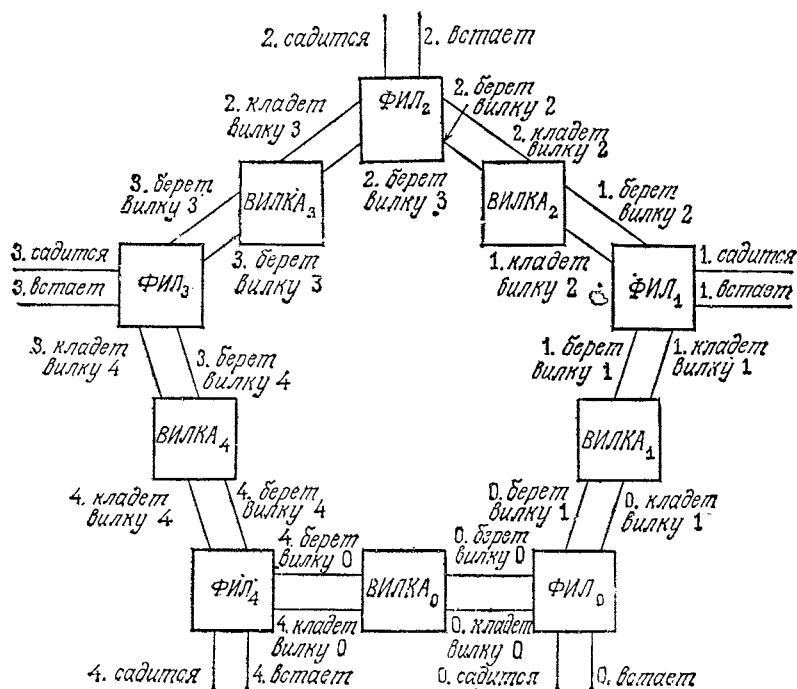 2. садится
2. встает
ФИЛ₂
2. берет
вилку 2
2. кладет
вилку 3
2. кладет
вилку 2
3. берет
вилку 3
ВИЛКА₃
2. берет
вилку 3
ВИЛКА₂
1. берет
вилку 2
3. садится
3. встает
ФИЛ₃
3. берет
вилку 3
1. кладет
вилку 2
ФИЛ₁
1. садится
1. встаэт
3. кладет
вилку 4
3. берет
вилку 4
1. берет
вилку 1
1. кладет
вилку 1
ВИЛКА₄
ВИЛКА₁
4. кладет
вилку 4
4. берет
вилку 4
0. берет
вилку 1
0. кладет
вилку 1
4. берет
вилку 0
0. бэрет
вилку 0
ФИЛ₄
ВИЛКА₀
ФИЛ₀
4. кладет
вилку 0
0. кладет
вилку 0
4. садится
4. встает
0. садится
0. встает